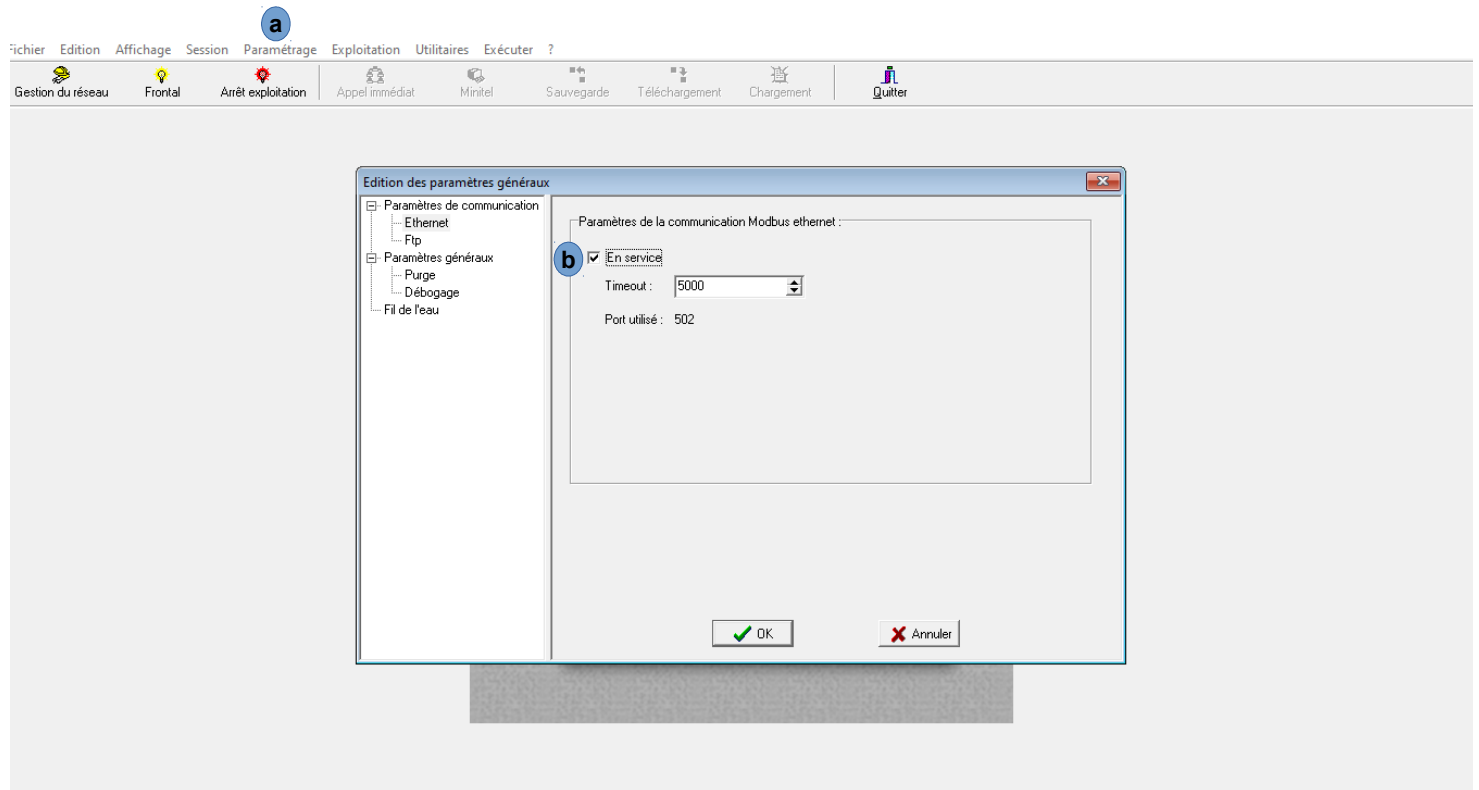 a
Fichier Edition Affichage Session Paramétrage Exploitation Utilitaires Exécuter ?
Gestion du réseau Frontal Arrêt exploitation Appel immédiat Minitel Sauvegarde Téléchargement Chargement Quitter
Edition des paramètres généraux
Paramètres de communication
Ethernet
Ftp
Paramètres généraux
Purge
Débogage
Fil de l'eau
Paramètres de la communication Modbus ethernet :
b En service
Timeout : 5000
Port utilisé : 502
OK Annuler